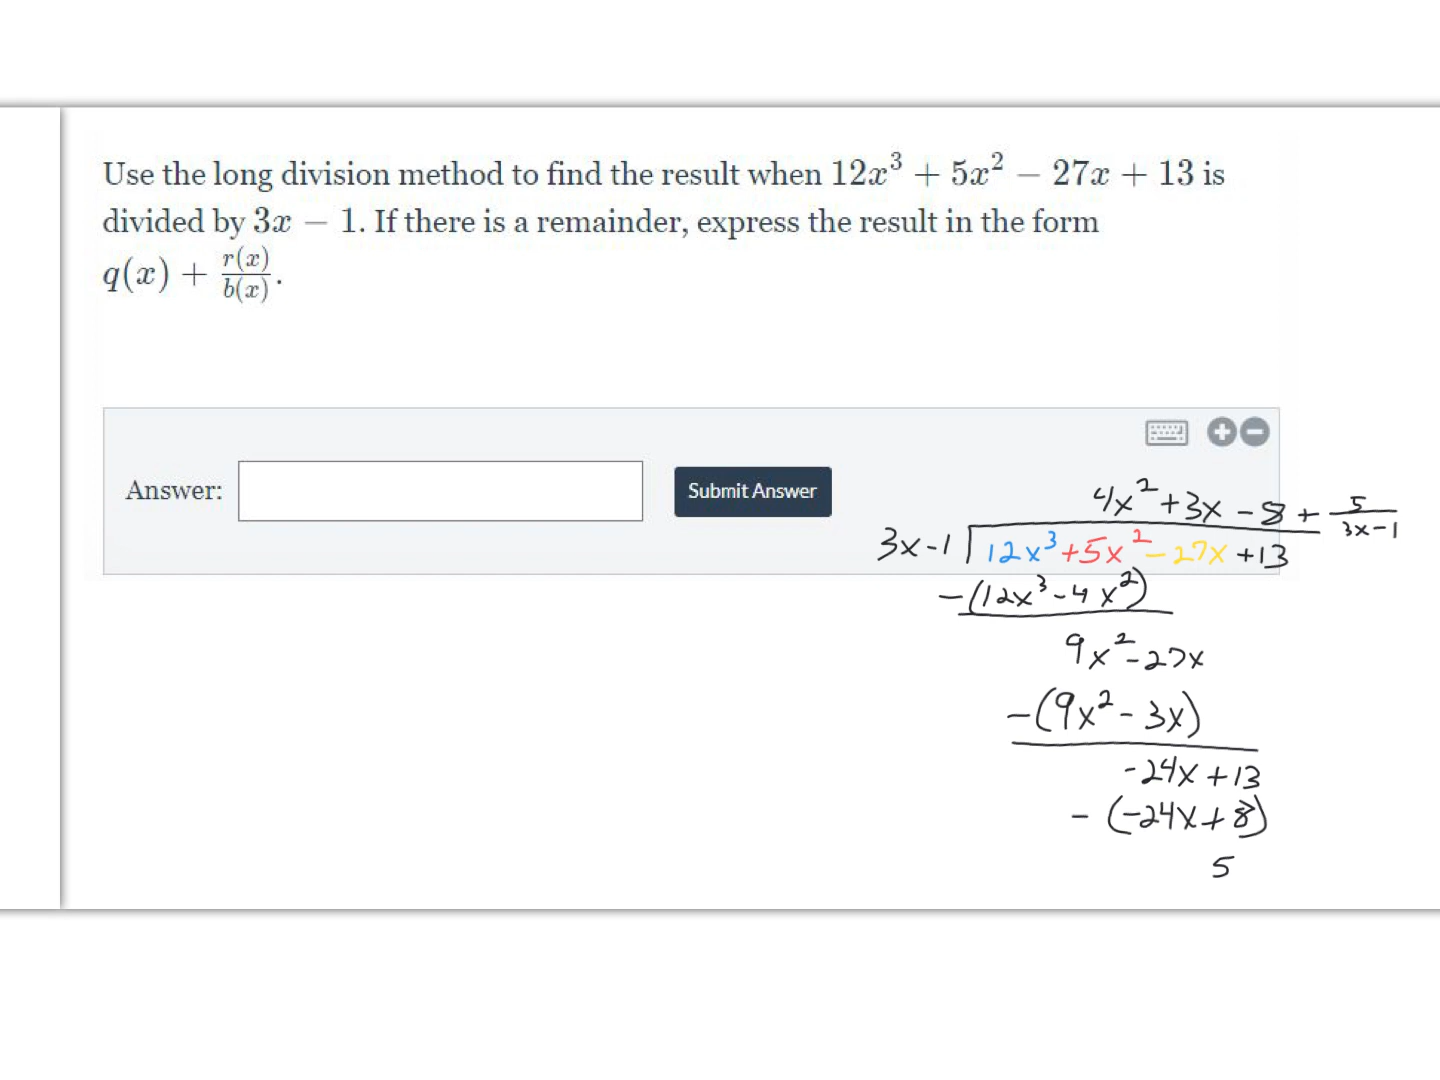 Use the long division method to find the result when 12x³ + 5x² − 27x + 13 is
divided by 3x − 1. If there is a remainder, express the result in the form
q(x) + r(x)/b(x).
Answer:
Submit Answer
4x² + 3x - 8 + 5/(3x-1)
3x-1 12x³ +5x² - 27x +13
-(12x³ - 4x²)
9x² - 27x
-(9x² - 3x)
-24x + 13
- (-24x + 8)
5